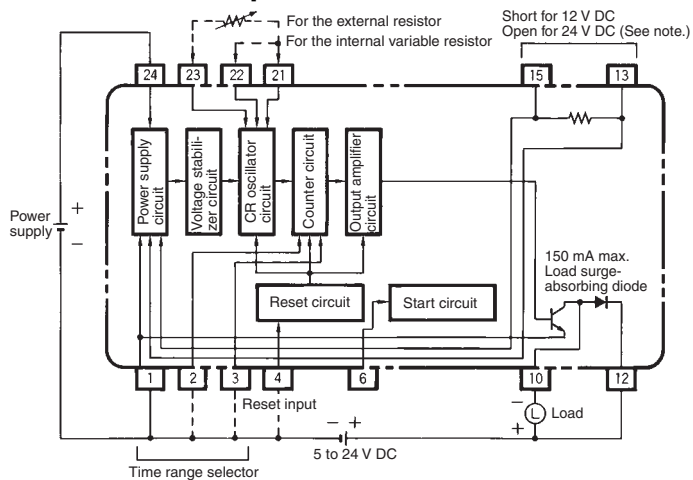 For the external resistor
For the internal variable resistor
Short for 12 V DC
Open for 24 V DC (See note.)
24
23
22
21
15
13
Power supply
circuit
Voltage stabili-
zer circuit
CR oscillator
circuit
Counter circuit
Output amplifier
circuit
+
Power
supply
−
150 mA max.
Load surge-
absorbing diode
Reset circuit
Start circuit
1
2
3
4
6
10
12
Reset input
−
L
Load
+
− +
5 to 24 V DC
Time range selector